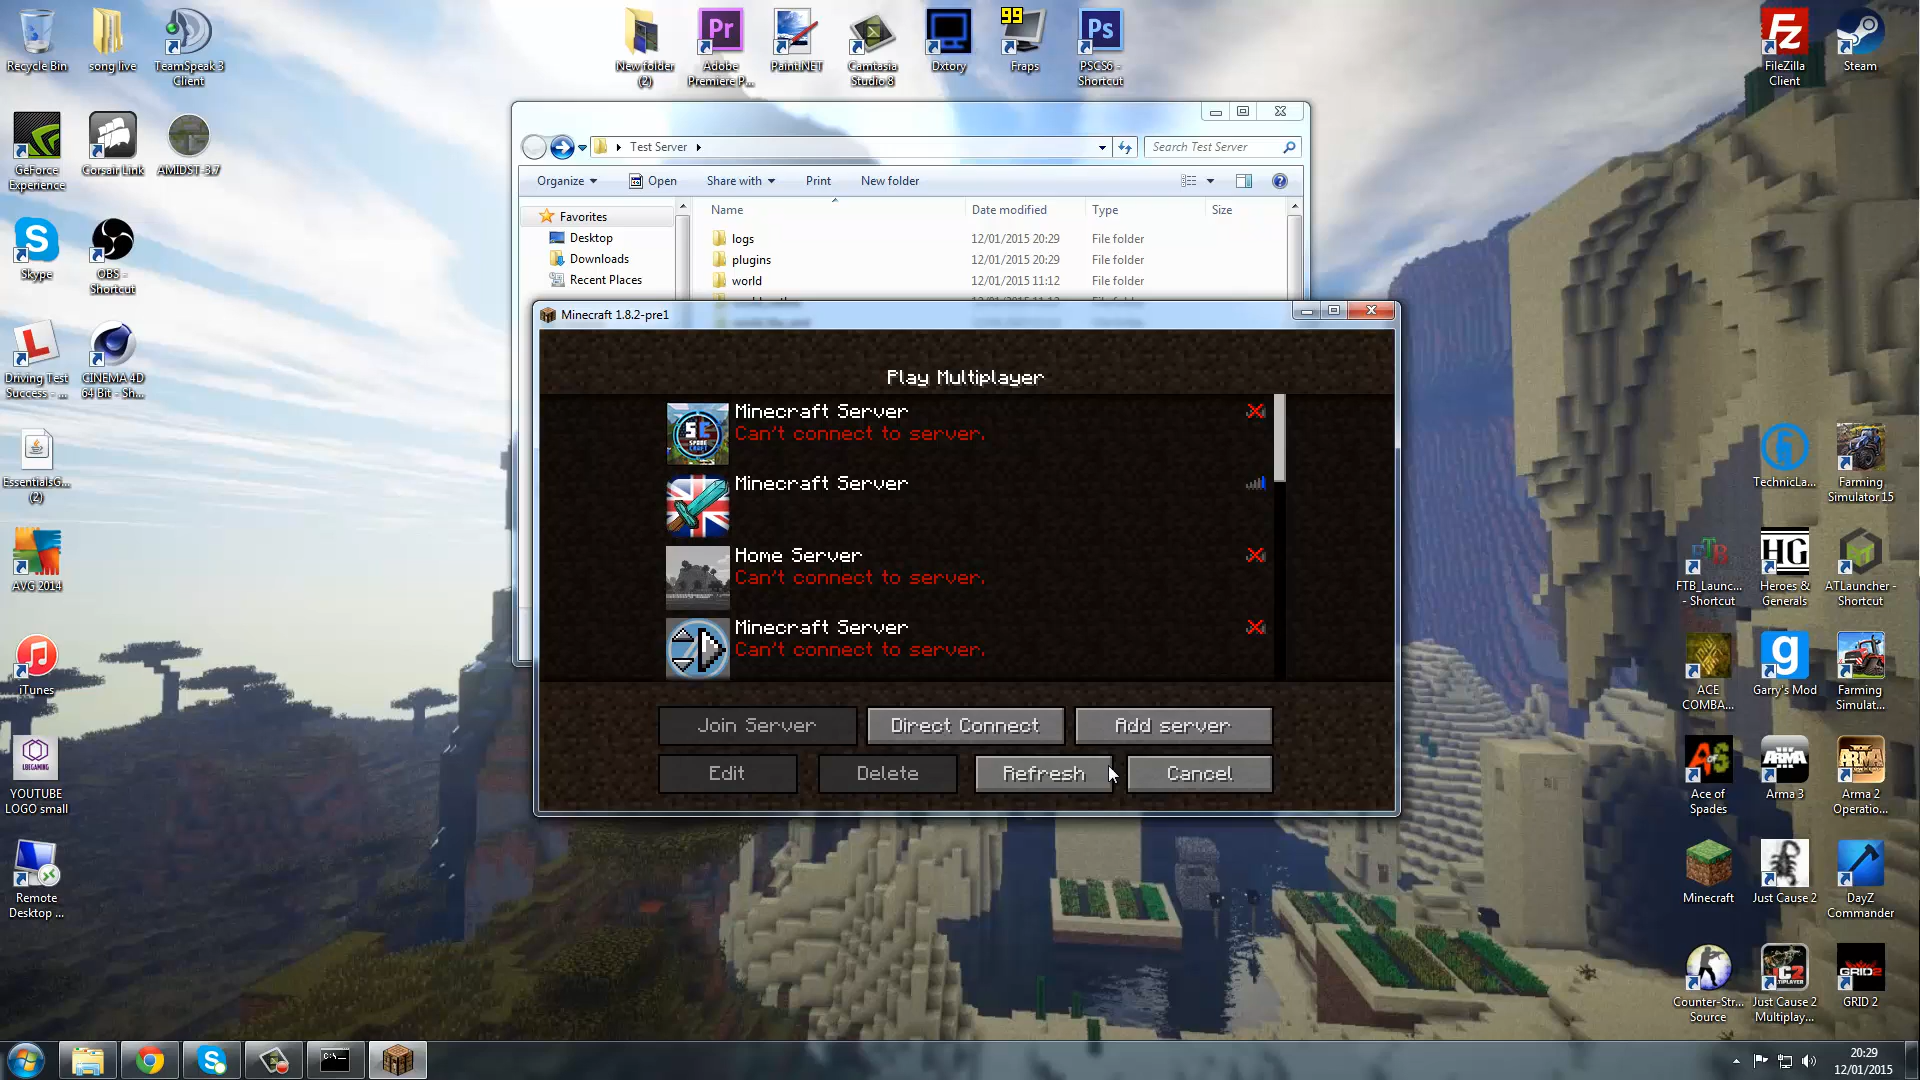 Recycle Bin
song live
TeamSpeak 3
Client
New folder
(2)
Adobe
Premiere P...
Paint.NET
Camtasia
Studio 8
Dxtory
99
Fraps
PSCS6 -
Shortcut
FileZilla
Client
Steam
GeForce
Experience
Corsair Link
AMIDST-3.7
Skype
OBS -
Shortcut
Driving Test
Success - ...
CINEMA 4D
64 Bit - Sh...
EssentialsG...
(2)
AVG 2014
iTunes
YOUTUBE
LOGO small
Remote
Desktop ...
Test Server
Search Test Server
Organize
Open
Share with
Print
New folder
Name
Date modified
Type
Size
Favorites
Desktop
Downloads
Recent Places
logs
12/01/2015 20:29
File folder
plugins
12/01/2015 20:29
File folder
world
12/01/2015 11:12
File folder
Minecraft 1.8.2-pre1
Play Multiplayer
Minecraft Server
Can't connect to server.
Minecraft Server
Home Server
Can't connect to server.
Minecraft Server
Can't connect to server.
Join Server
Direct Connect
Add server
Edit
Delete
Refresh
Cancel
TechnicLa...
Farming
Simulator 15
FTB_Launc...
- Shortcut
Heroes &
Generals
ATLauncher -
Shortcut
ACE
COMBA...
Garry's Mod
Farming
Simulat...
Ace of
Spades
Arma 3
Arma 2
Operatio...
Minecraft
Just Cause 2
DayZ
Commander
Counter-Str...
Source
Just Cause 2
Multiplay...
GRID 2
20:29
12/01/2015